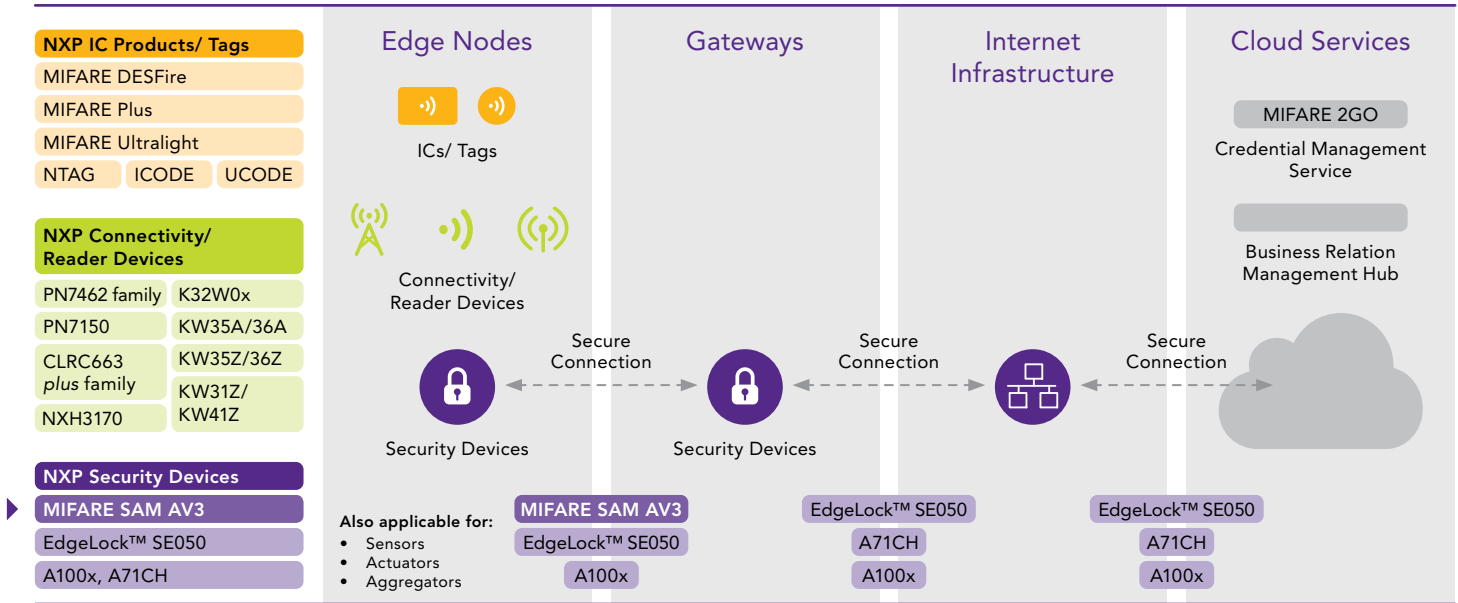 NXP IC Products/ Tags
MIFARE DESFire
MIFARE Plus
MIFARE Ultralight
NTAG ICODE UCODE
NXP Connectivity/
Reader Devices
PN7462 family
K32W0x
PN7150
KW35A/36A
CLRC663
plus family
KW35Z/36Z
KW31Z/
KW41Z
NXH3170
NXP Security Devices
MIFARE SAM AV3
EdgeLock™ SE050
A100x, A71CH
Edge Nodes
ICs/ Tags
Connectivity/
Reader Devices
Security Devices
Also applicable for:
• Sensors
• Actuators
• Aggregators
Secure
Connection
MIFARE SAM AV3
EdgeLock™ SE050
A100x
Gateways
Security Devices
Secure
Connection
EdgeLock™ SE050
A71CH
A100x
Internet
Infrastructure
Secure
Connection
EdgeLock™ SE050
A71CH
A100x
Cloud Services
MIFARE 2GO
Credential Management
Service
Business Relation
Management Hub